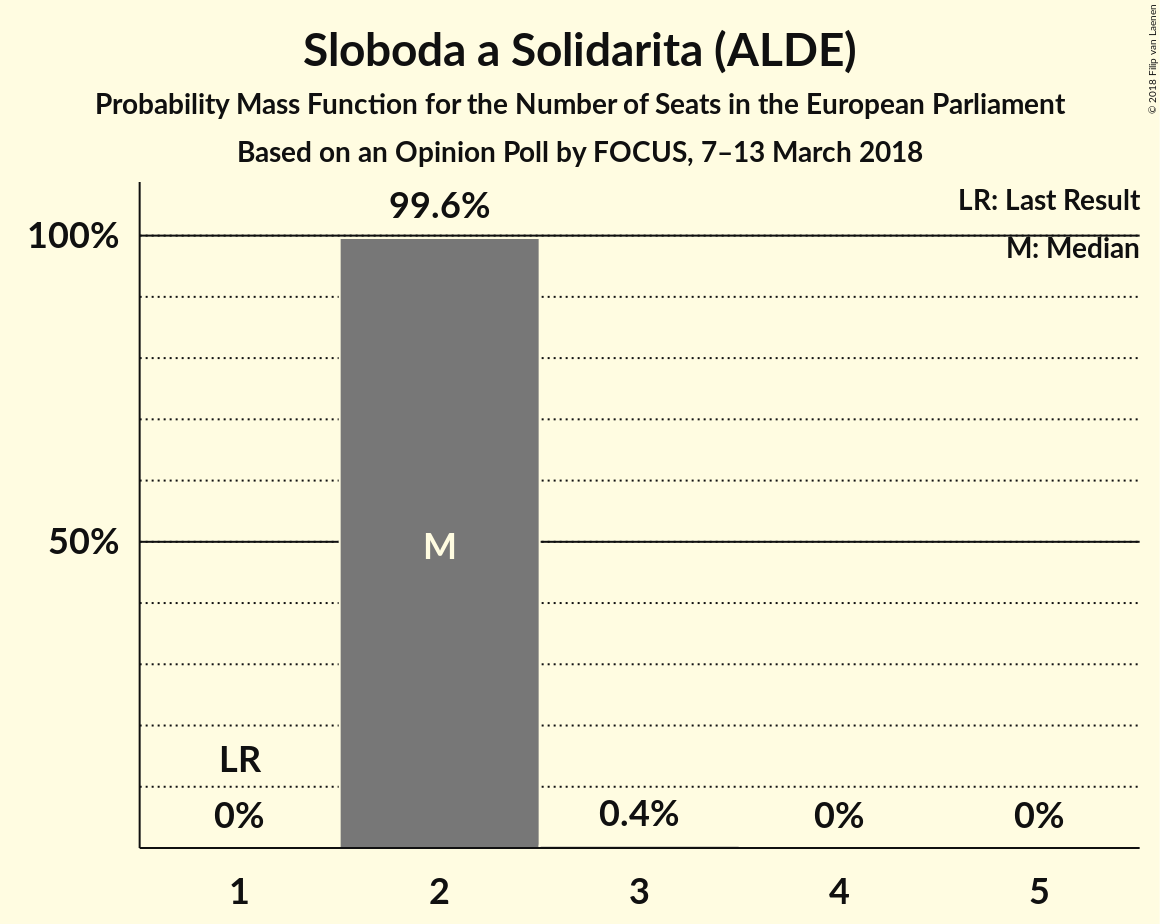 Sloboda a Solidarita (ALDE)
Probability Mass Function for the Number of Seats in the European Parliament
Based on an Opinion Poll by FOCUS, 7–13 March 2018
© 2018 Filip van Laenen
LR: Last Result
M: Median
99.6%
100%
50%
M
LR
0%
0.4%
0%
0%
1
2
3
4
5